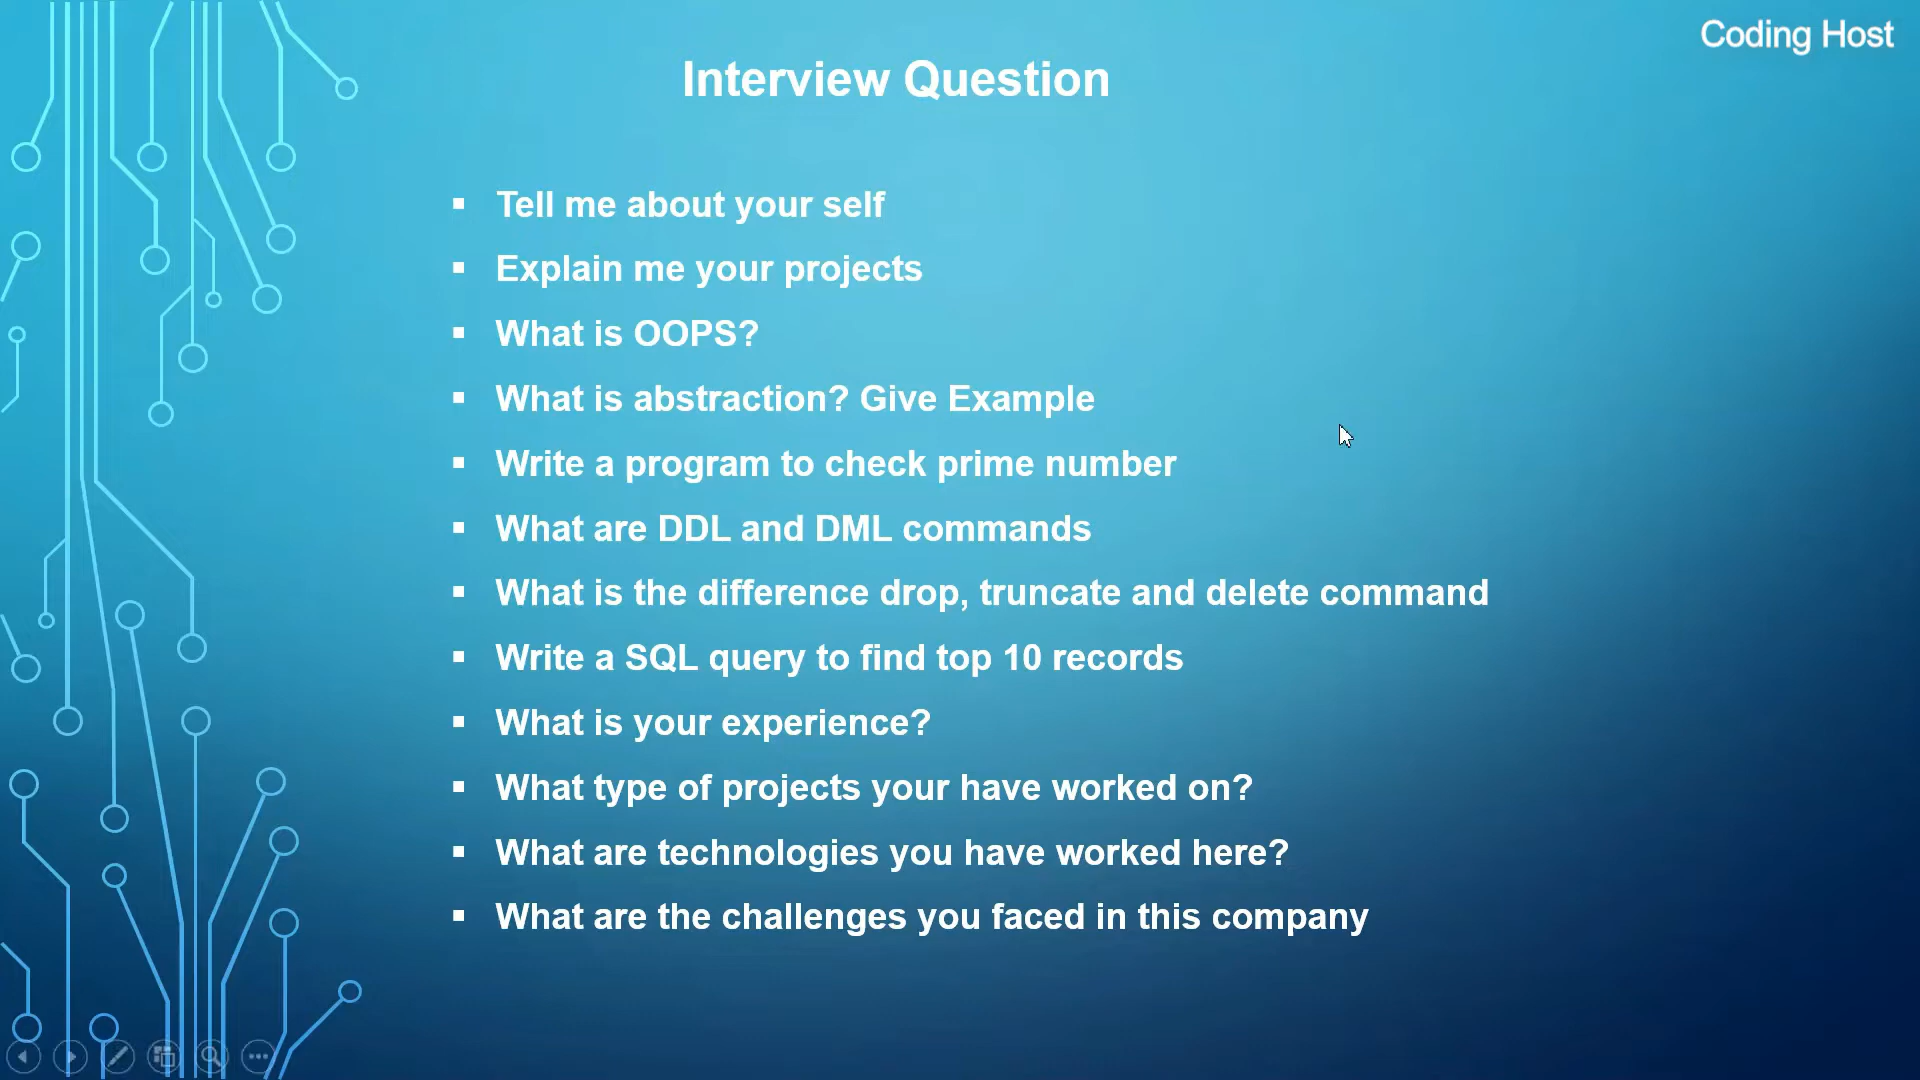 Coding Host
Interview Question
Tell me about your self
Explain me your projects
What is OOPS?
What is abstraction? Give Example
Write a program to check prime number
What are DDL and DML commands
What is the difference drop, truncate and delete command
Write a SQL query to find top 10 records
What is your experience?
What type of projects your have worked on?
What are technologies you have worked here?
What are the challenges you faced in this company